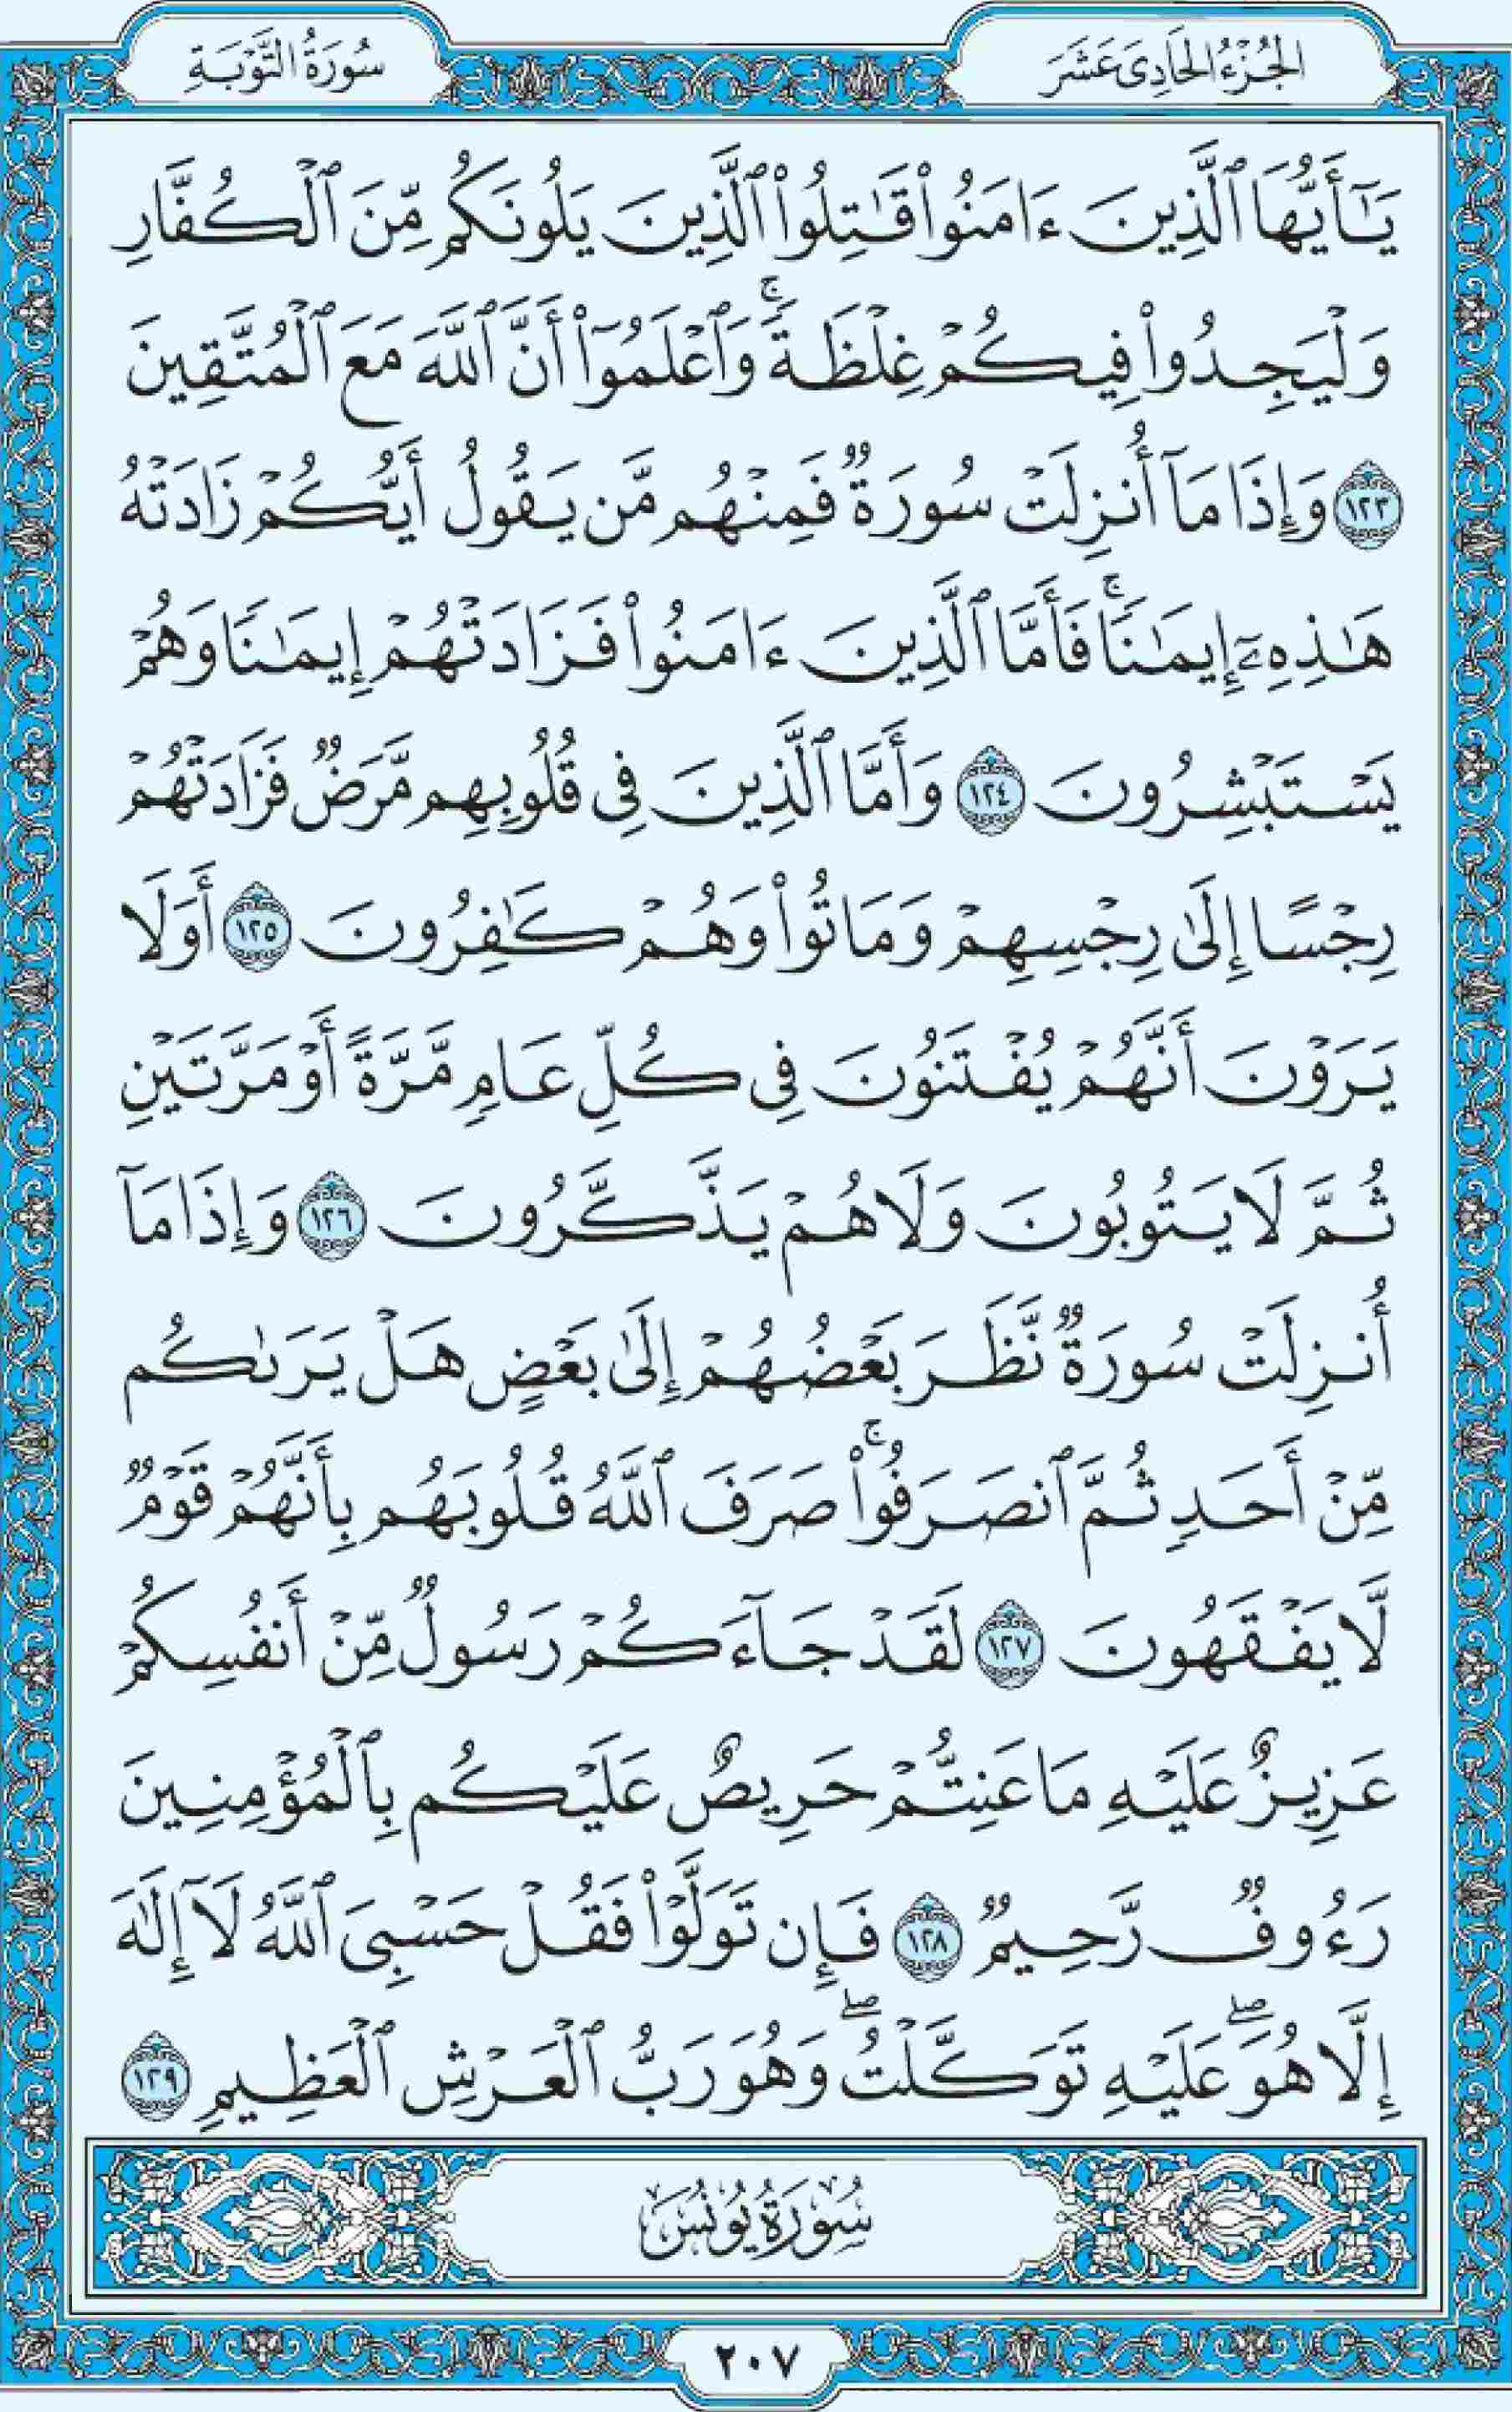 الجُزْءُ الحَادِيَ عَشَرَ
سُورَةُ التَّوْبَةِ
يَٰٓأَيُّهَا ٱلَّذِينَ ءَامَنُوا۟ قَٰتِلُوا۟ ٱلَّذِينَ يَلُونَكُم مِّنَ ٱلْكُفَّارِ
وَلْيَجِدُوا۟ فِيكُمْ غِلْظَةً ۚ وَٱعْلَمُوٓا۟ أَنَّ ٱللَّهَ مَعَ ٱلْمُتَّقِينَ
١٢٣ وَإِذَا مَآ أُنزِلَتْ سُورَةٌ فَمِنْهُم مَّن يَقُولُ أَيُّكُمْ زَادَتْهُ
هَٰذِهِۦٓ إِيمَٰنًا ۚ فَأَمَّا ٱلَّذِينَ ءَامَنُوا۟ فَزَادَتْهُمْ إِيمَٰنًا وَهُمْ
يَسْتَبْشِرُونَ ١٢٤ وَأَمَّا ٱلَّذِينَ فِى قُلُوبِهِم مَّرَضٌ فَزَادَتْهُمْ
رِجْسًا إِلَىٰ رِجْسِهِمْ وَمَاتُوا۟ وَهُمْ كَٰفِرُونَ ١٢٥ أَوَلَا
يَرَوْنَ أَنَّهُمْ يُفْتَنُونَ فِى كُلِّ عَامٍ مَّرَّةً أَوْ مَرَّتَيْنِ
ثُمَّ لَا يَتُوبُونَ وَلَا هُمْ يَذَّكَّرُونَ ١٢٦ وَإِذَا مَآ
أُنزِلَتْ سُورَةٌ نَّظَرَ بَعْضُهُمْ إِلَىٰ بَعْضٍ هَلْ يَرَىٰكُم
مِّنْ أَحَدٍ ثُمَّ ٱنصَرَفُوا۟ ۚ صَرَفَ ٱللَّهُ قُلُوبَهُم بِأَنَّهُمْ قَوْمٌ
لَّا يَفْقَهُونَ ١٢٧ لَقَدْ جَآءَكُمْ رَسُولٌ مِّنْ أَنفُسِكُمْ
عَزِيزٌ عَلَيْهِ مَا عَنِتُّمْ حَرِيصٌ عَلَيْكُم بِٱلْمُؤْمِنِينَ
رَءُوفٌ رَّحِيمٌ ١٢٨ فَإِن تَوَلَّوْا۟ فَقُلْ حَسْبِىَ ٱللَّهُ لَآ إِلَٰهَ
إِلَّا هُوَ ۖ عَلَيْهِ تَوَكَّلْتُ ۖ وَهُوَ رَبُّ ٱلْعَرْشِ ٱلْعَظِيمِ ١٢٩
سُورَةُ يُونُسَ
٢٠٧